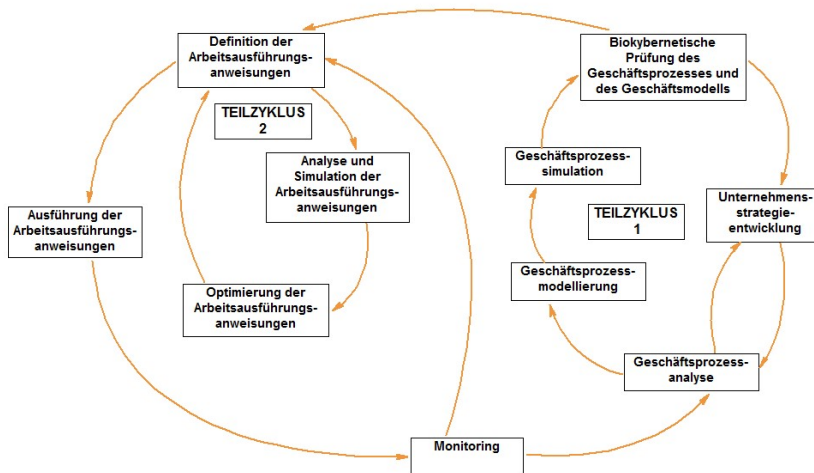 Definition der
Arbeitsausführungs-
anweisungen
Biokybernetische
Prüfung des
Geschäftsprozesses und
des Geschäftsmodells
TEILZYKLUS
2
Analyse und
Simulation der
Arbeitsausführungs-
anweisungen
Geschäftsprozess-
simulation
Ausführung der
Arbeitsausführungs-
anweisungen
TEILZYKLUS
1
Unternehmens-
strategie-
entwicklung
Optimierung der
Arbeitsausführungs-
anweisungen
Geschäftsprozess-
modellierung
Geschäftsprozess-
analyse
Monitoring